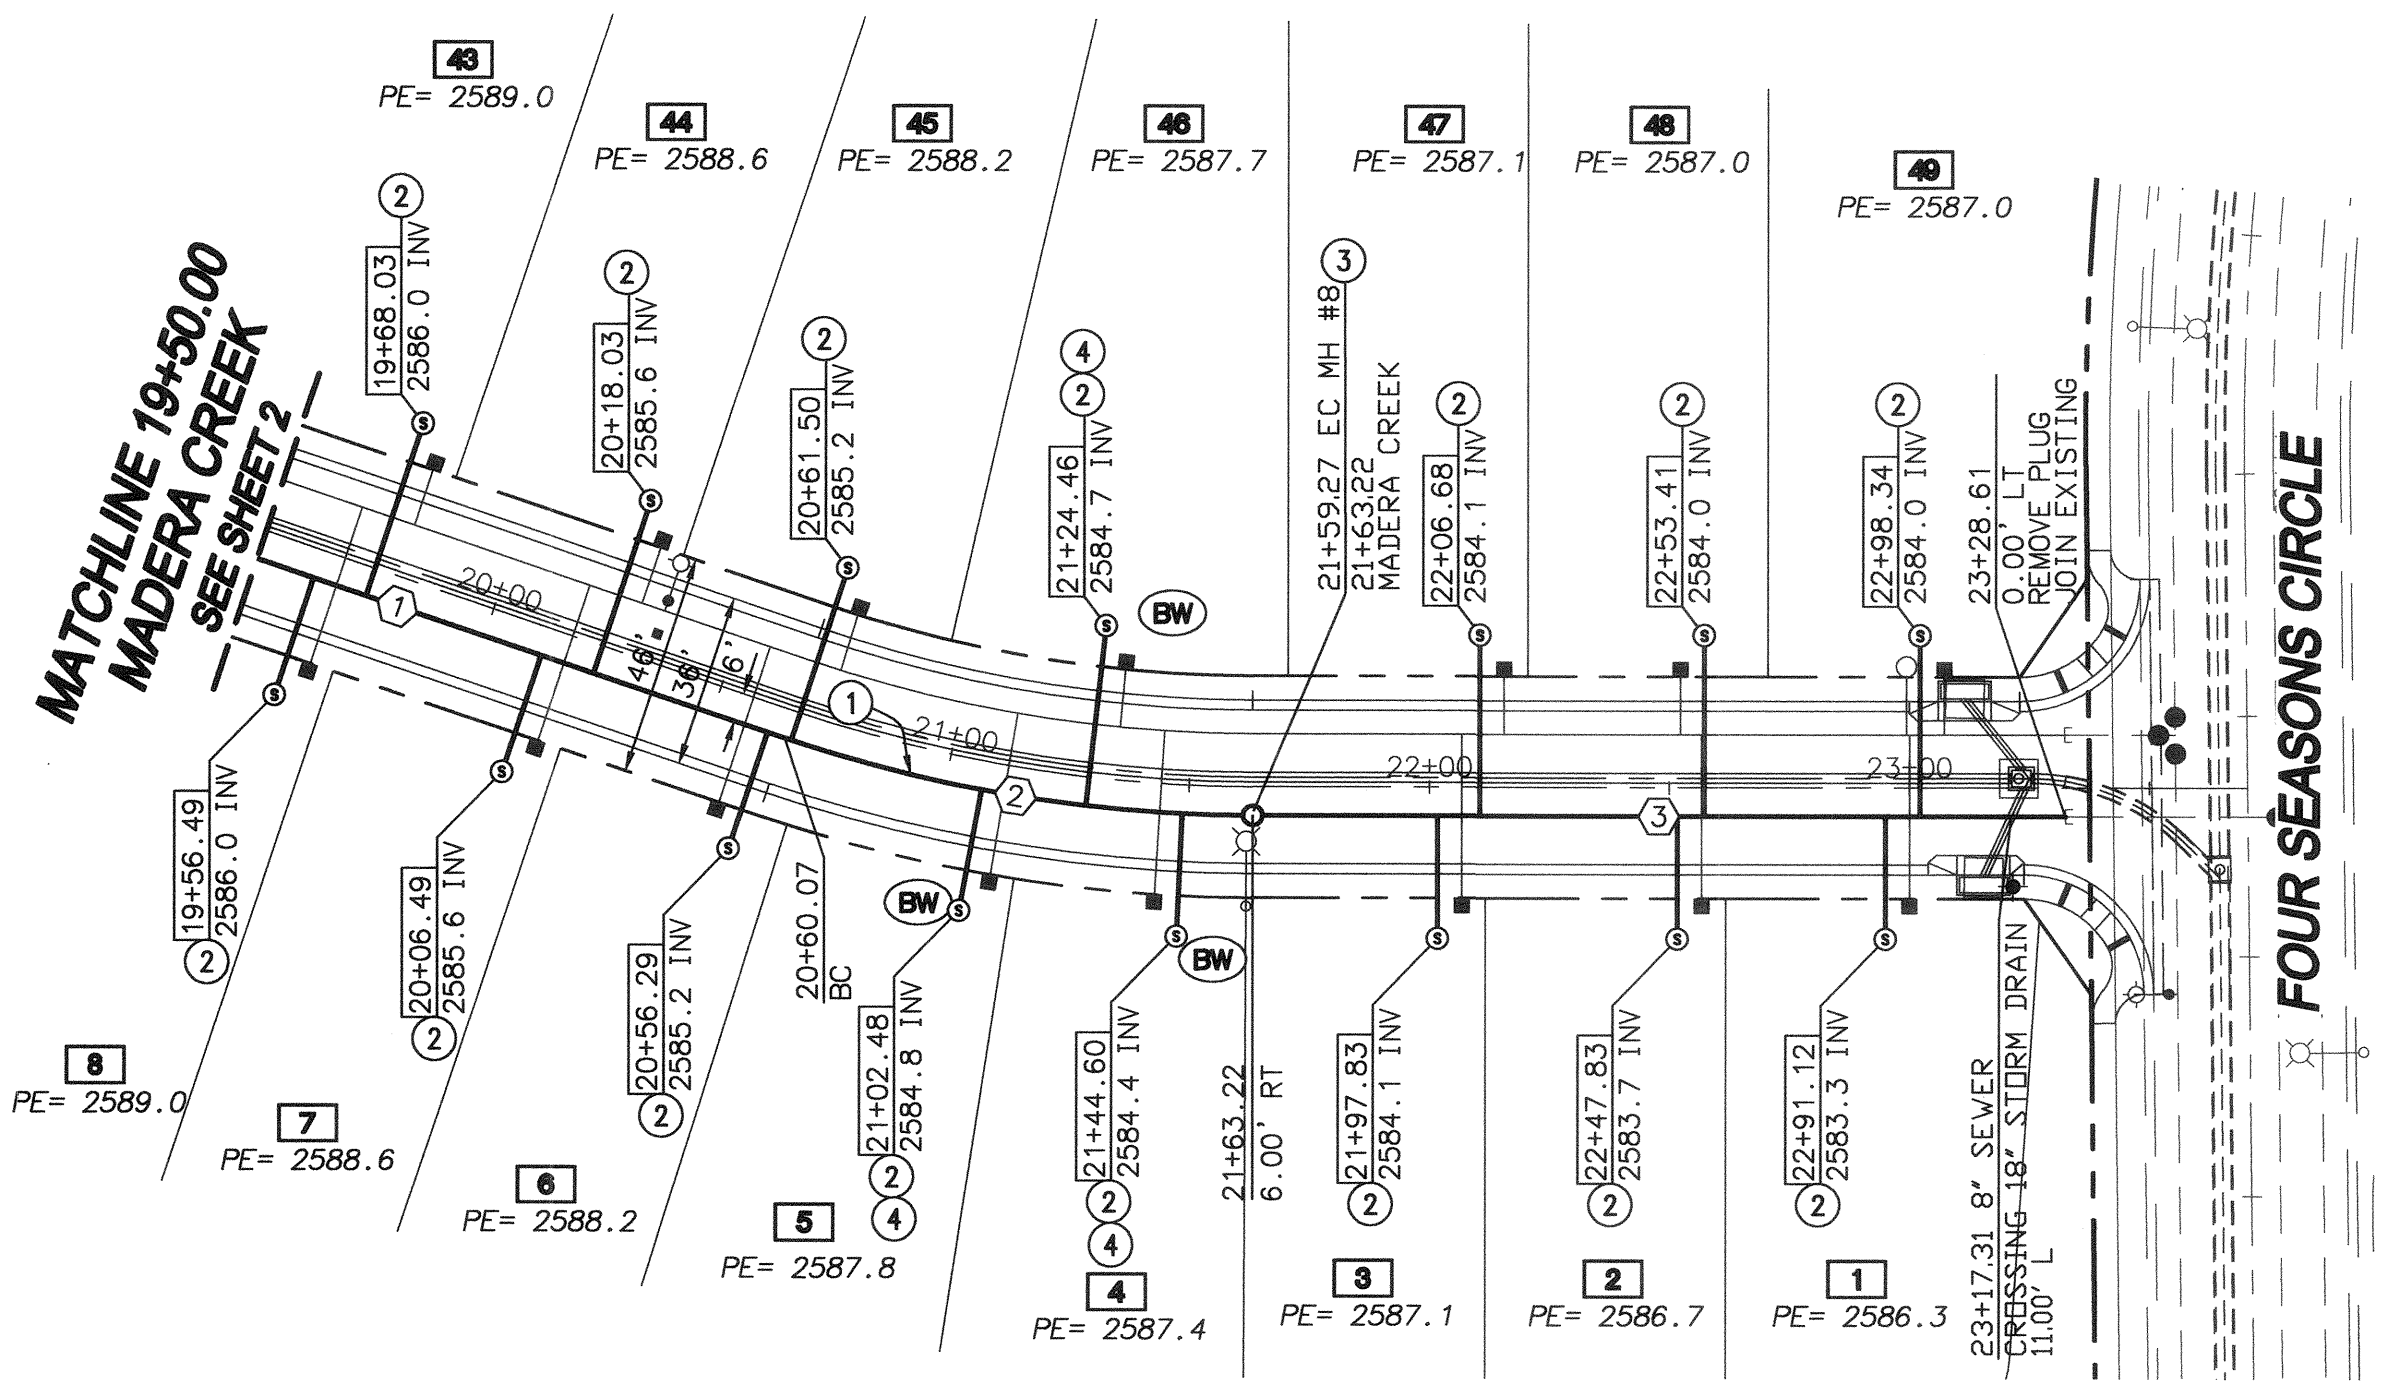 43
PE= 2589.0
44
PE= 2588.6
45
PE= 2588.2
46
PE= 2587.7
47
PE= 2587.1
48
PE= 2587.0
49
PE= 2587.0
MATCHLINE 19+50.00
MADERA CREEK
SEE SHEET 2
2
19+68.03
2586.0 INV
S
2
20+18.03
2585.6 INV
S
2
20+61.50
2585.2 INV
S
4
2
21+24.46
2584.7 INV
S
BW
3
21+59.27 EC MH #8
21+63.22
MADERA CREEK
2
22+06.68
2584.1 INV
S
2
22+53.41
2584.0 INV
S
2
22+98.34
2584.0 INV
S
23+28.61
0.00' LT
REMOVE PLUG
JOIN EXISTING
FOUR SEASONS CIRCLE
1
20+00
46'
36'
6'
1
21+00
2
22+00
3
23+00
S
19+56.49
2586.0 INV
2
S
20+06.49
2585.6 INV
2
S
20+56.29
2585.2 INV
2
20+60.07
BC
BW
S
21+02.48
2584.8 INV
2
4
S
BW
21+44.60
2584.4 INV
2
4
21+63.22
6.00' RT
S
21+97.83
2584.1 INV
2
S
22+47.83
2583.7 INV
2
S
22+91.12
2583.3 INV
2
23+17.31 8" SEWER
CROSSING 18" STORM DRAIN
11.00' L
8
PE= 2589.0
7
PE= 2588.6
6
PE= 2588.2
5
PE= 2587.8
4
PE= 2587.4
3
PE= 2587.1
2
PE= 2586.7
1
PE= 2586.3